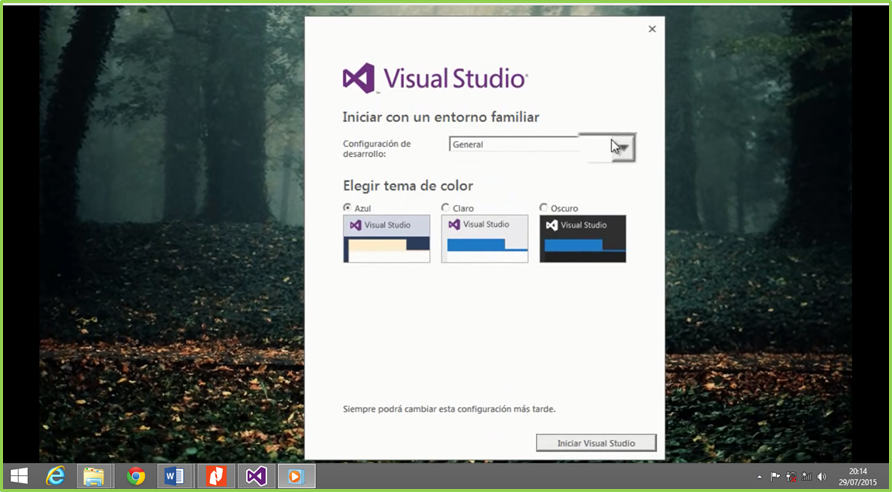 Visual Studio
Iniciar con un entorno familiar
Configuración de
desarrollo:
General
Elegir tema de color
Azul
Claro
Oscuro
Visual Studio
Visual Studio
Visual Studio
Siempre podrá cambiar esta configuración más tarde.
Iniciar Visual Studio
20:14
29/07/2015